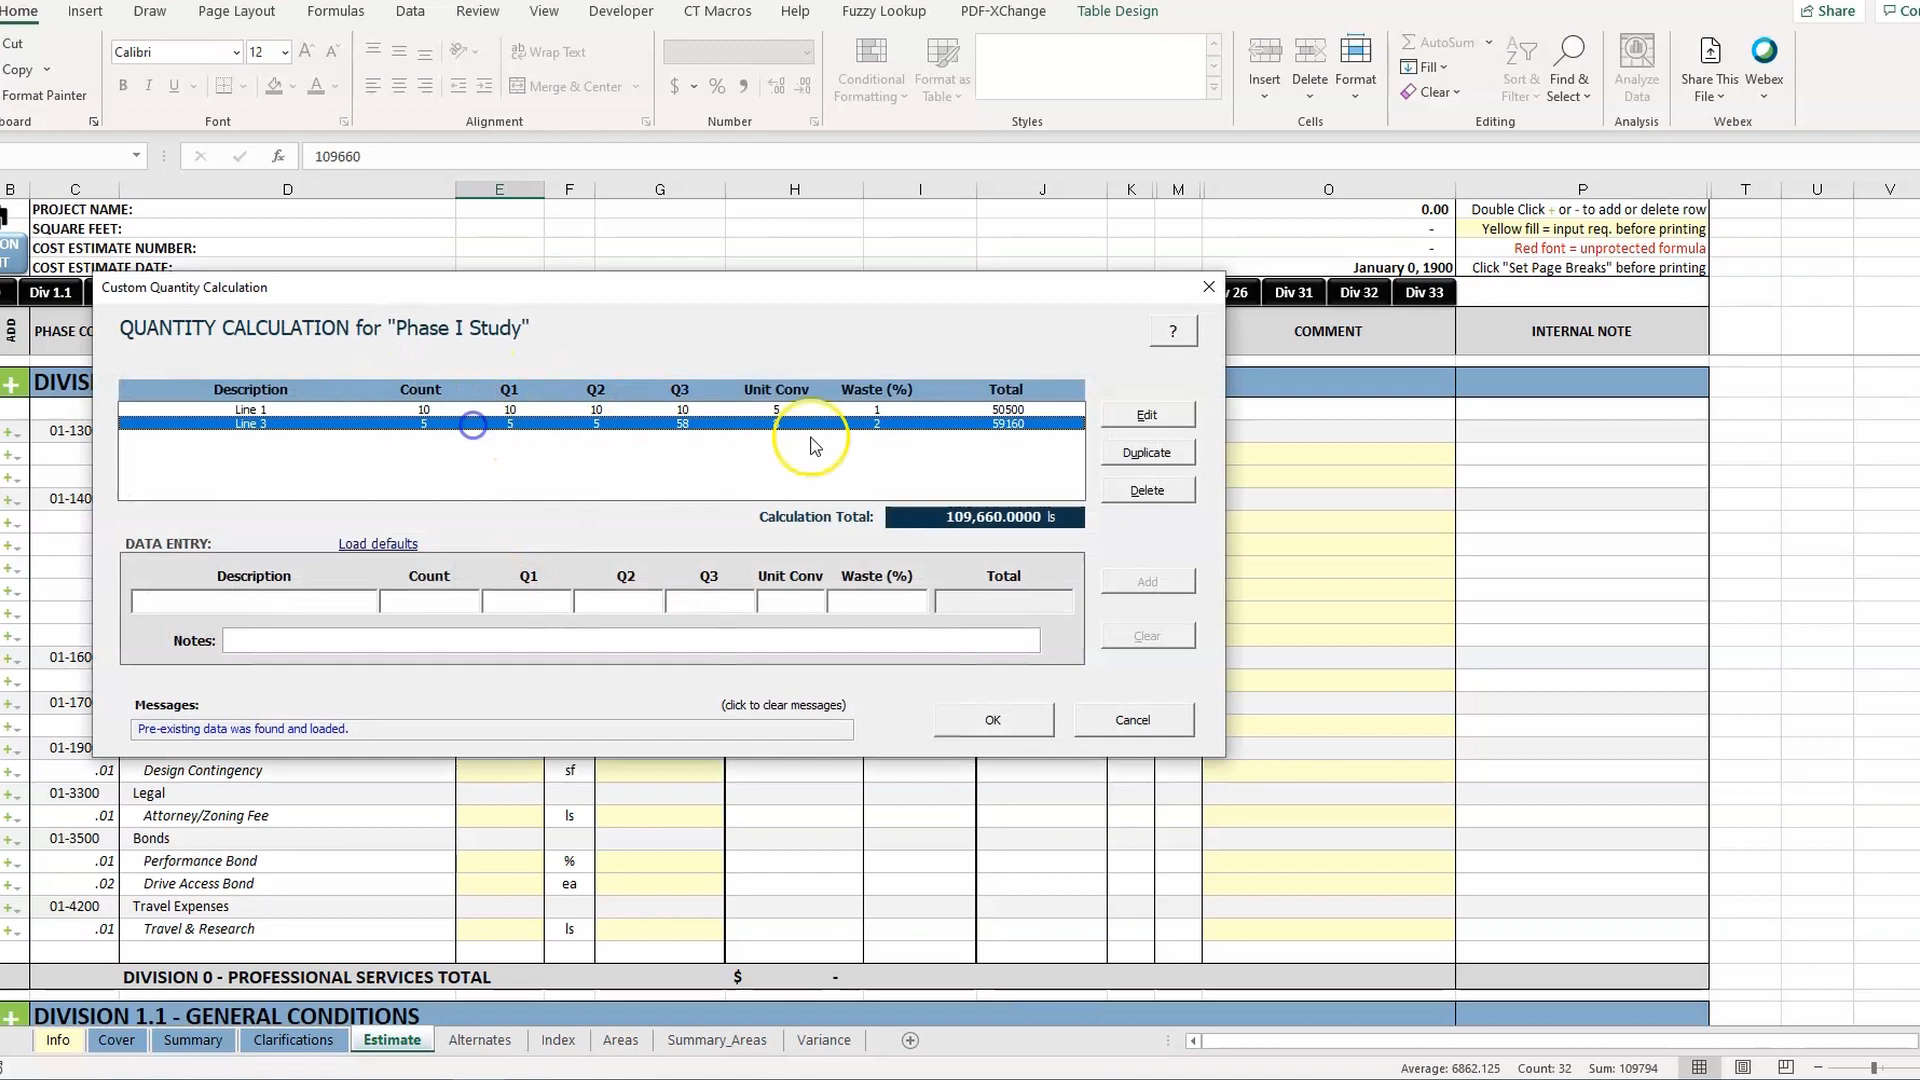 Home Insert Draw Page Layout Formulas Data Review View Developer CT Macros Help Fuzzy Lookup PDF-XChange Table Design Share
Cut
Copy
Format Painter
Calibri 12
Wrap Text
Merge & Center
Conditional Formatting
Format as Table
Insert Delete Format
AutoSum
Fill
Clear
Sort & Filter
Find & Select
Analyze Data
Share This File
Webex
Font Alignment Number Styles Cells Editing Analysis Webex
109660
B C D E F G H I J K M O P T U V
PROJECT NAME: 0.00 Double Click + or - to add or delete row
SQUARE FEET: - Yellow fill = input req. before printing
COST ESTIMATE NUMBER: - Red font = unprotected formula
COST ESTIMATE DATE: January 0, 1900 Click "Set Page Breaks" before printing
Div 1.1 26 Div 31 Div 32 Div 33
ADD PHASE CO COMMENT INTERNAL NOTE
DIVISI
01-130
01-140
01-160
01-170
01-190
Custom Quantity Calculation
QUANTITY CALCULATION for "Phase I Study" ?
Description Count Q1 Q2 Q3 Unit Conv Waste (%) Total
Line 1 10 10 10 10 5 1 50500
Line 3 5 5 5 58 2 59160
Edit
Duplicate
Delete
Calculation Total: 109,660.0000 ls
DATA ENTRY: Load defaults
Description Count Q1 Q2 Q3 Unit Conv Waste (%) Total
Add
Notes:
Clear
Messages: (click to clear messages)
Pre-existing data was found and loaded.
OK Cancel
.01 Design Contingency sf
01-3300 Legal
.01 Attorney/Zoning Fee ls
01-3500 Bonds
.01 Performance Bond %
.02 Drive Access Bond ea
01-4200 Travel Expenses
.01 Travel & Research ls
DIVISION 0 - PROFESSIONAL SERVICES TOTAL $ -
DIVISION 1.1 - GENERAL CONDITIONS
Info Cover Summary Clarifications Estimate Alternates Index Areas Summary_Areas Variance
Average: 6862.125 Count: 32 Sum: 109794